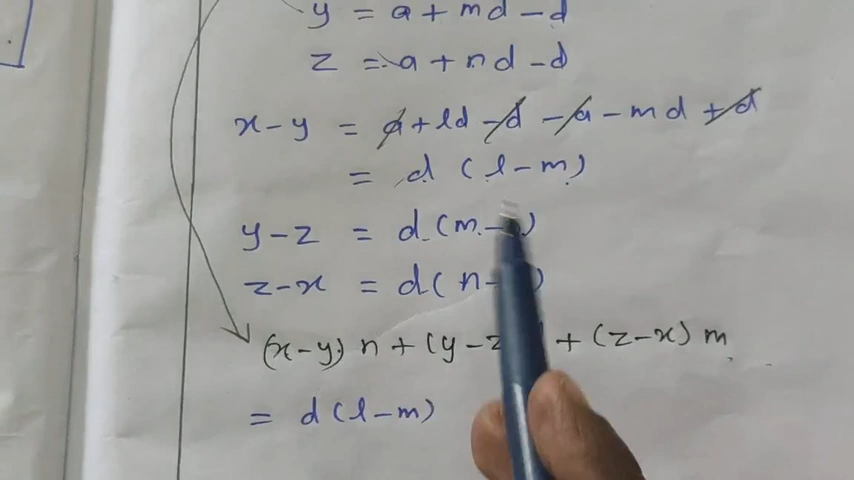 y = a + md - d
z = a + nd - d
x - y = a + ld - d - a - md + d
= d (l - m)
y - z = d (m -
z - x = d ( n -
(x - y) n + (y - z + (z - x) m
= d (l - m)